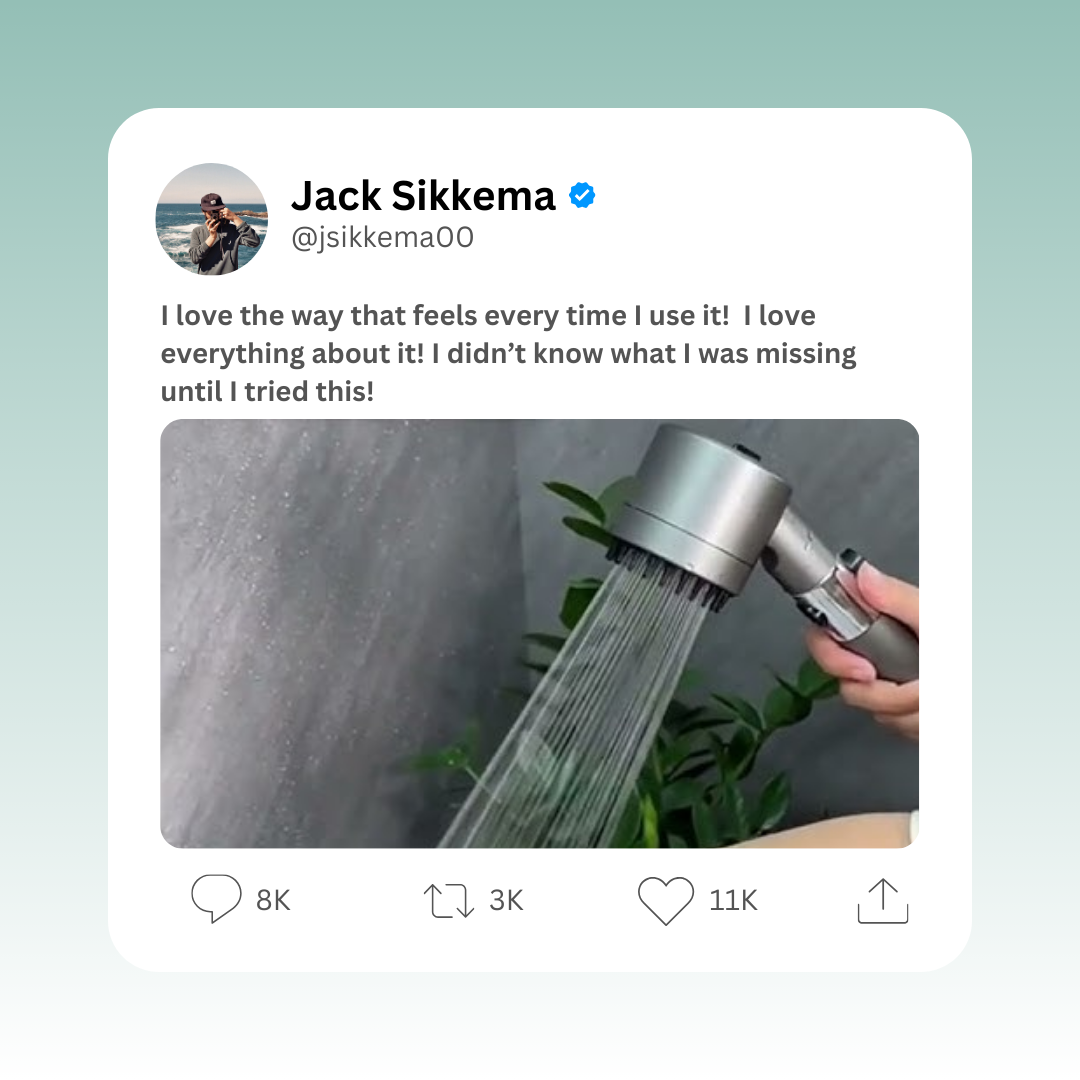 Jack Sikkema
@jsikkema00
I love the way that feels every time I use it!  I love
everything about it! I didn’t know what I was missing
until I tried this!
8K
3K
11K